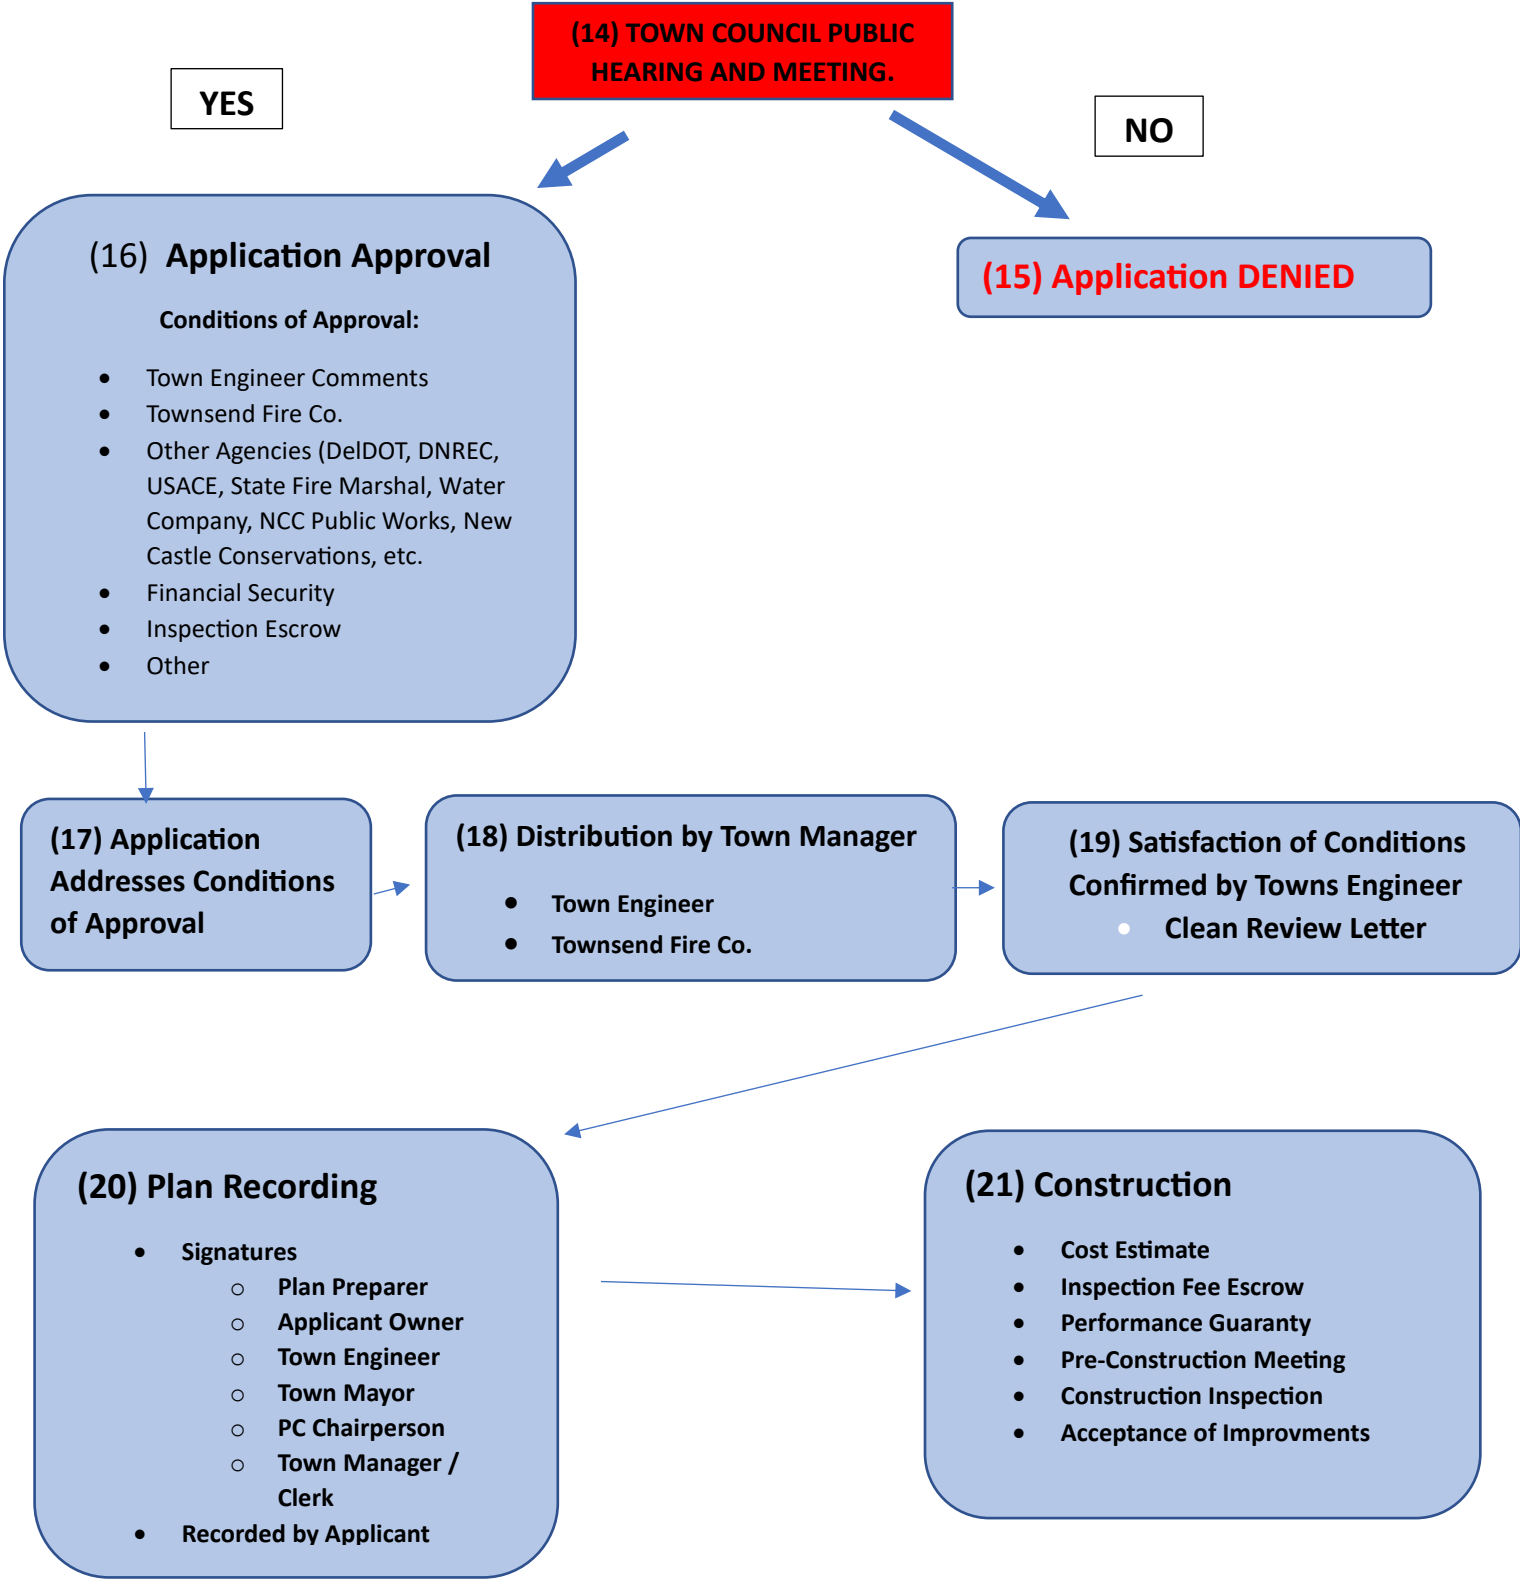 (14) TOWN COUNCIL PUBLIC
HEARING AND MEETING.
YES
NO
(16) Application Approval
Conditions of Approval:
• Town Engineer Comments
• Townsend Fire Co.
• Other Agencies (DelDOT, DNREC,
USACE, State Fire Marshal, Water
Company, NCC Public Works, New
Castle Conservations, etc.
• Financial Security
• Inspection Escrow
• Other
(15) Application DENIED
(17) Application
Addresses Conditions
of Approval
(18) Distribution by Town Manager
• Town Engineer
• Townsend Fire Co.
(19) Satisfaction of Conditions
Confirmed by Towns Engineer
• Clean Review Letter
(20) Plan Recording
• Signatures
o Plan Preparer
o Applicant Owner
o Town Engineer
o Town Mayor
o PC Chairperson
o Town Manager /
Clerk
• Recorded by Applicant
(21) Construction
• Cost Estimate
• Inspection Fee Escrow
• Performance Guaranty
• Pre-Construction Meeting
• Construction Inspection
• Acceptance of Improvments